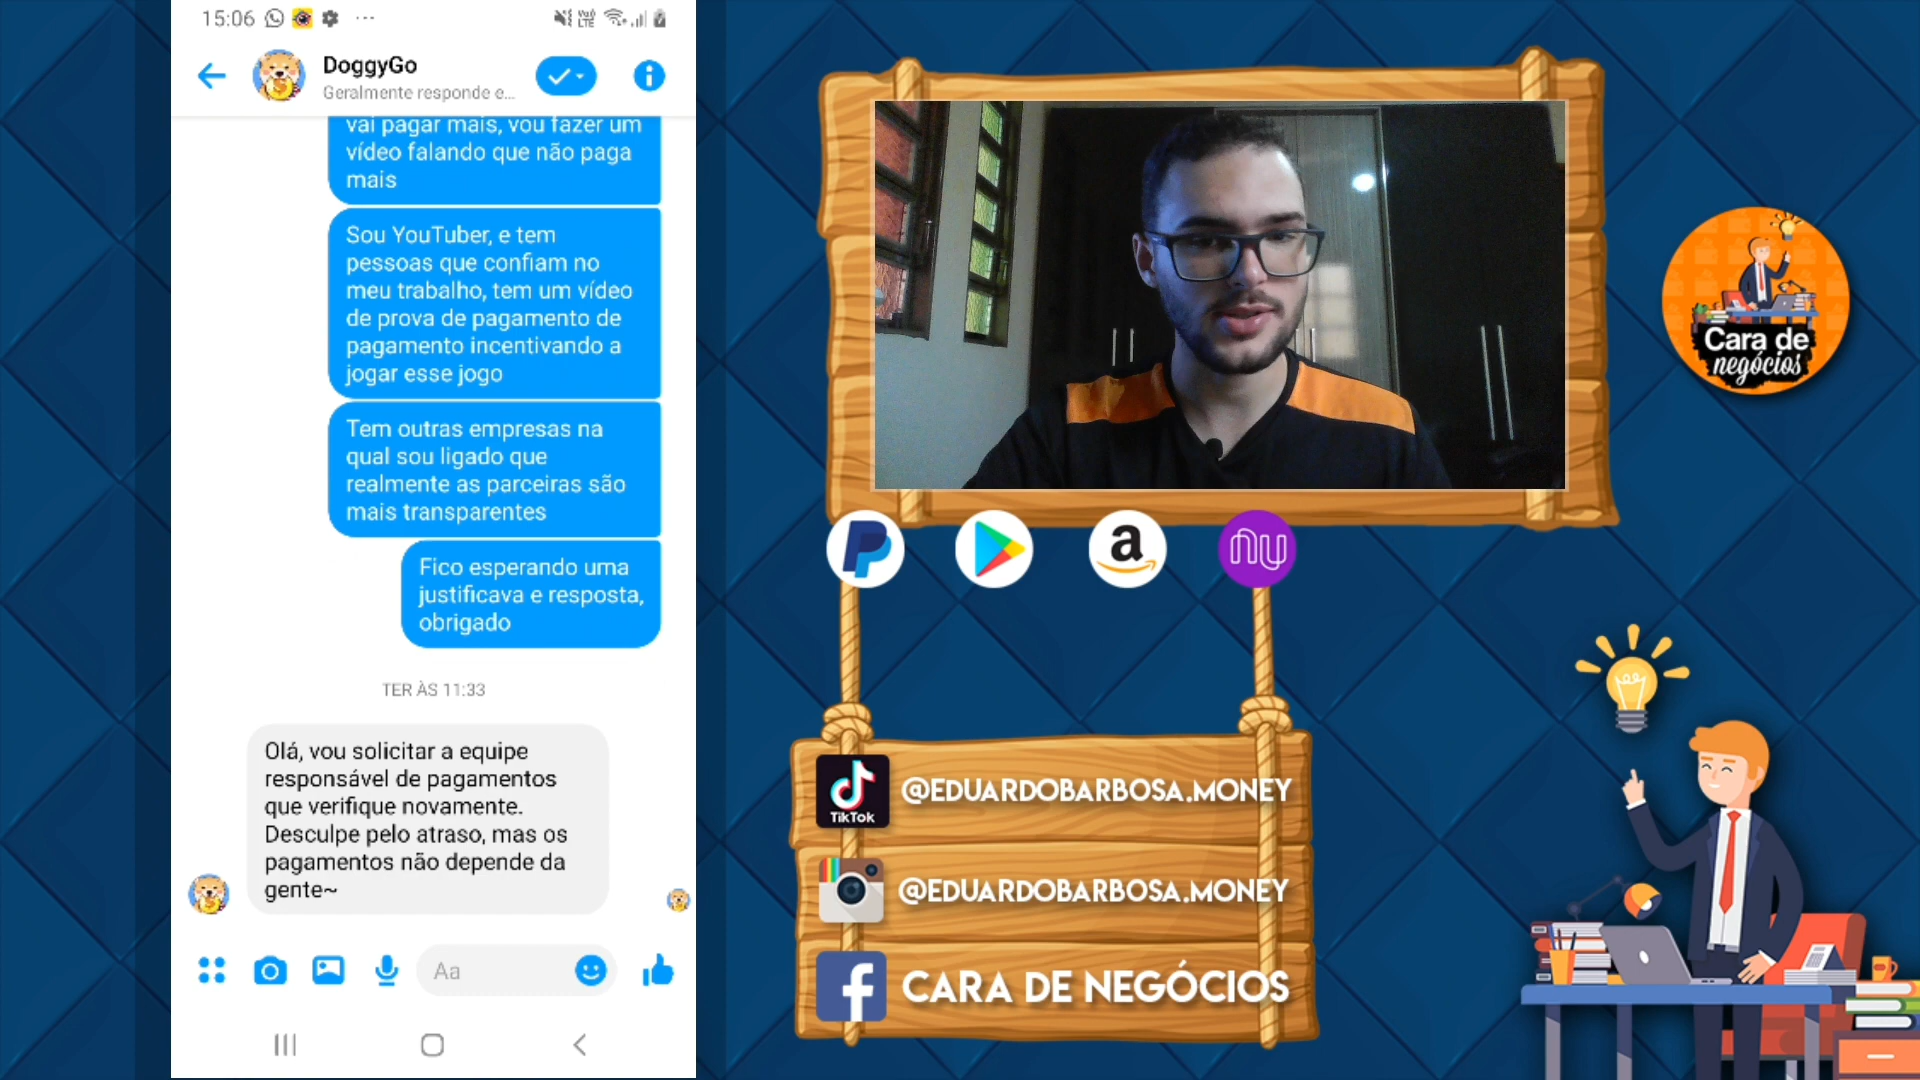 15:06
VoD
LTE
DoggyGo
Geralmente responde e...
vai pagar mais, vou fazer um
vídeo falando que não paga
mais
Sou YouTuber, e tem
pessoas que confiam no
meu trabalho, tem um vídeo
de prova de pagamento de
pagamento incentivando a
jogar esse jogo
Tem outras empresas na
qual sou ligado que
realmente as parceiras são
mais transparentes
Fico esperando uma
justificava e resposta,
obrigado
TER ÀS 11:33
Olá, vou solicitar a equipe
responsável de pagamentos
que verifique novamente.
Desculpe pelo atraso, mas os
pagamentos não depende da
gente~
Aa
Cara de
negócios
a
nu
TikTok
@EDUARDOBARBOSA.MONEY
@EDUARDOBARBOSA.MONEY
f
CARA DE NEGÓCIOS